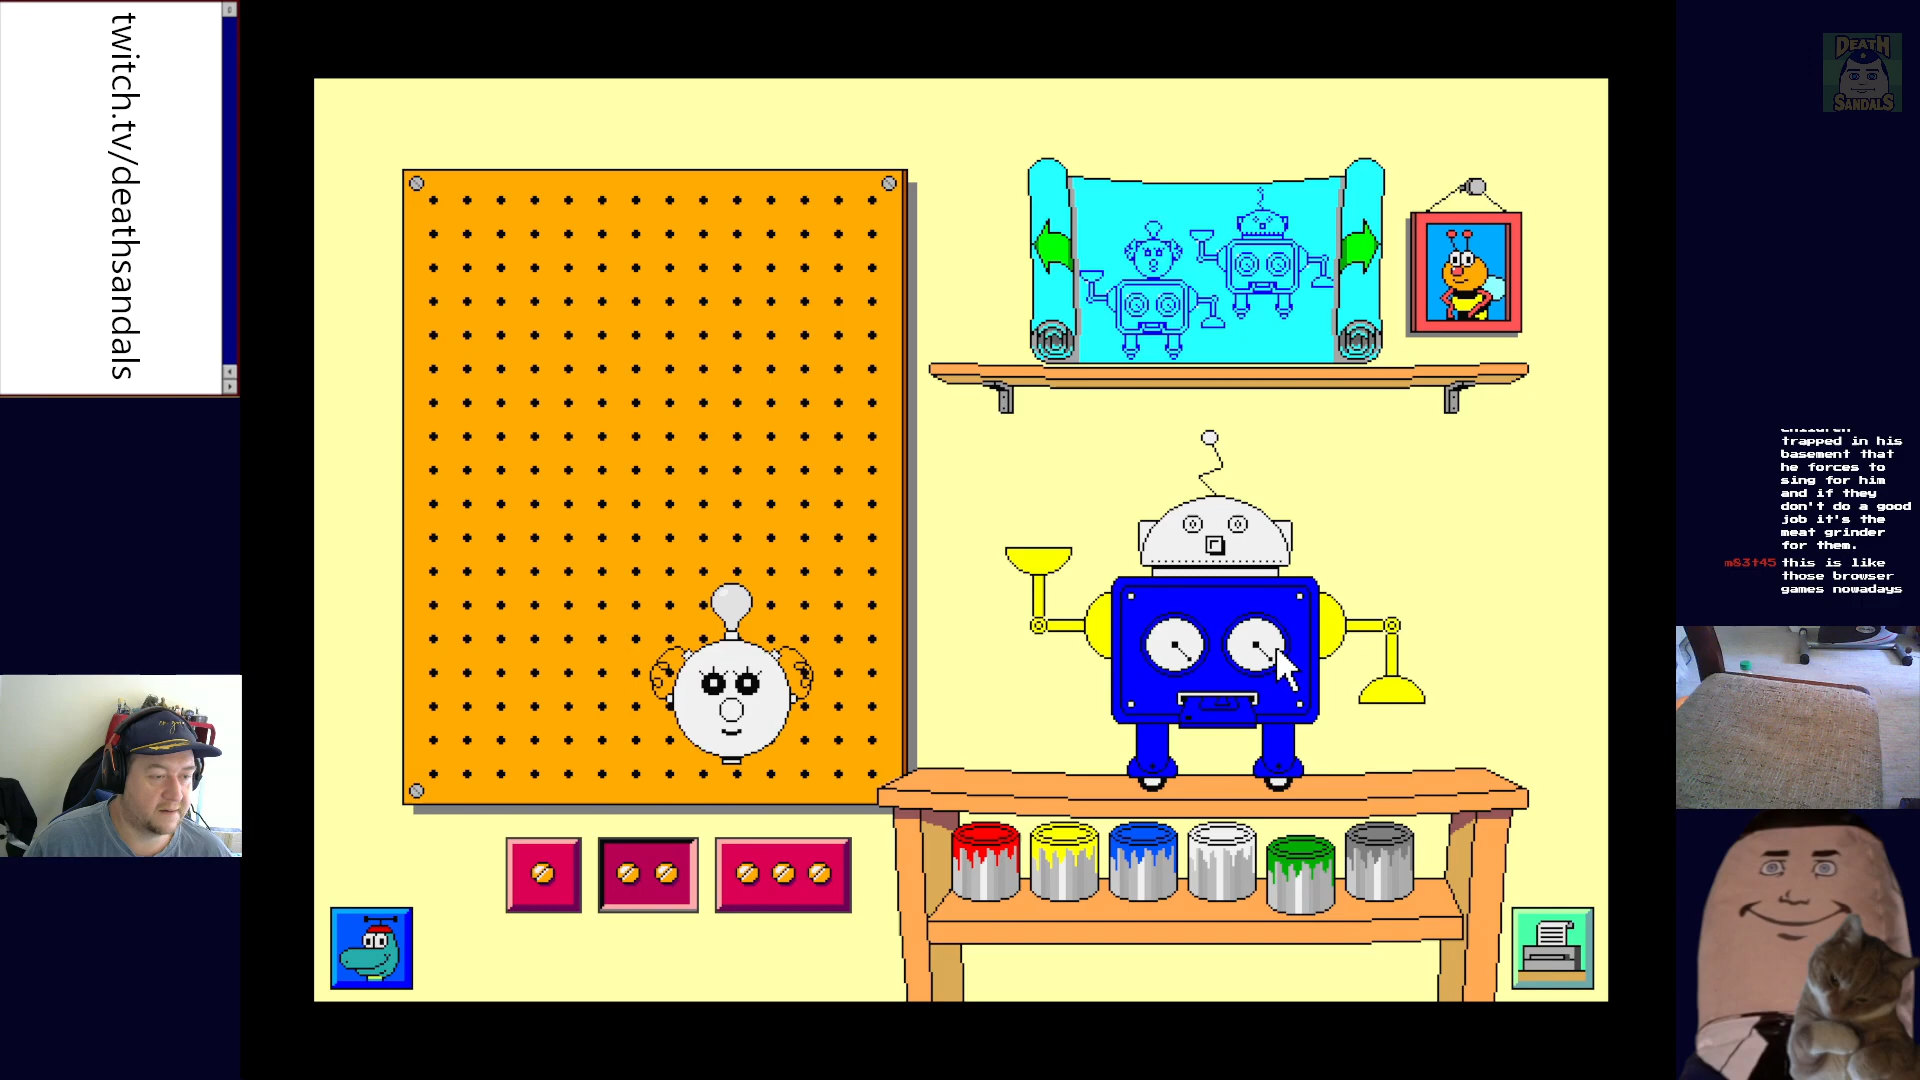 twitch.tv/deathsandals
DEATH
SANDALS
trapped in his
basement that
he forces to
sing for him
and if they
don't do a good
job it's the
meat grinder
for them.
m83t45 this is like
those browser
games nowadays